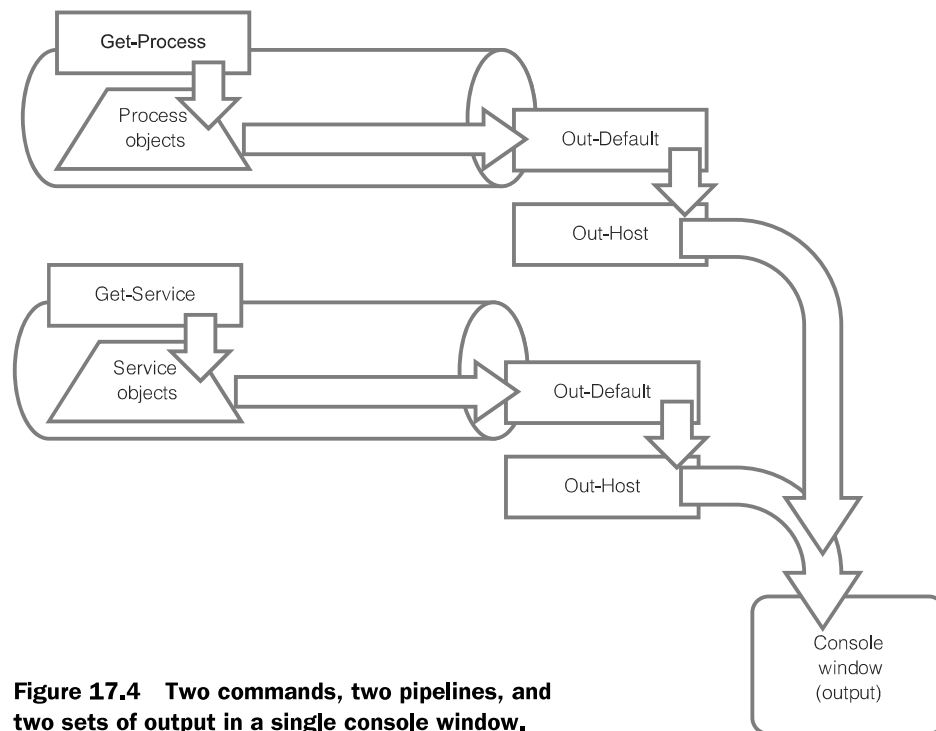 Get-Process
Process
objects
Out-Default
Out-Host
Get-Service
Service
objects
Out-Default
Out-Host
Console
window
(output)
Figure 17.4 Two commands, two pipelines, and
two sets of output in a single console window.